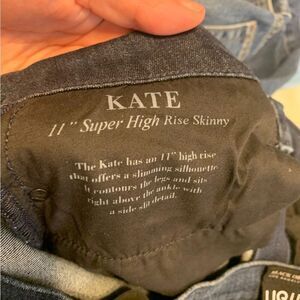 KATE
11" Super High Rise Skinny
The Kate has an 11" high rise
that offers a slimming silhouette
It contours the legs and sits
right above the ankle with
a side slit detail.